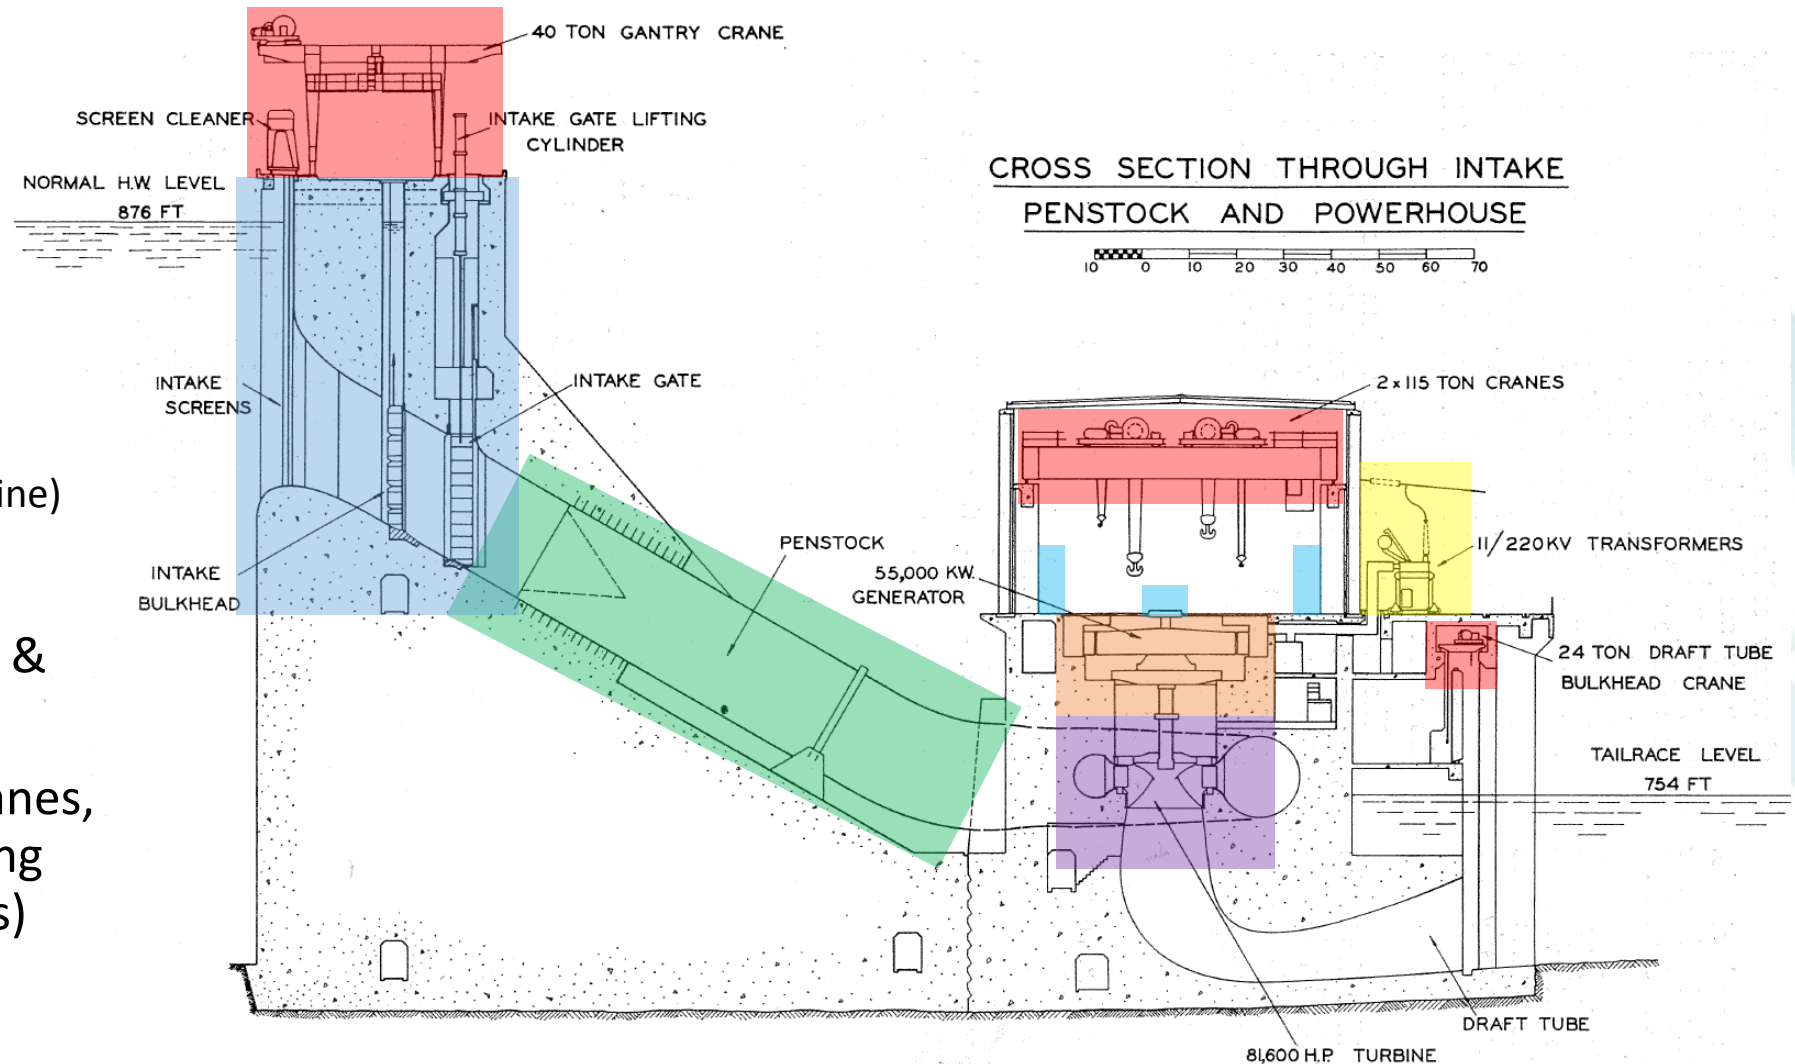 40 TON GANTRY CRANE
SCREEN CLEANER
INTAKE GATE LIFTING
CYLINDER
NORMAL H.W. LEVEL
876 FT
CROSS SECTION THROUGH INTAKE
PENSTOCK AND POWERHOUSE
10 0 10 20 30 40 50 60 70
INTAKE
SCREENS
INTAKE GATE
2 x 115 TON CRANES
ine)
INTAKE
BULKHEAD
PENSTOCK
55,000 KW.
GENERATOR
11/220KV TRANSFORMERS
&
24 TON DRAFT TUBE
BULKHEAD CRANE
nnes,
ng
s)
TAILRACE LEVEL
754 FT
DRAFT TUBE
81,600 H.P. TURBINE